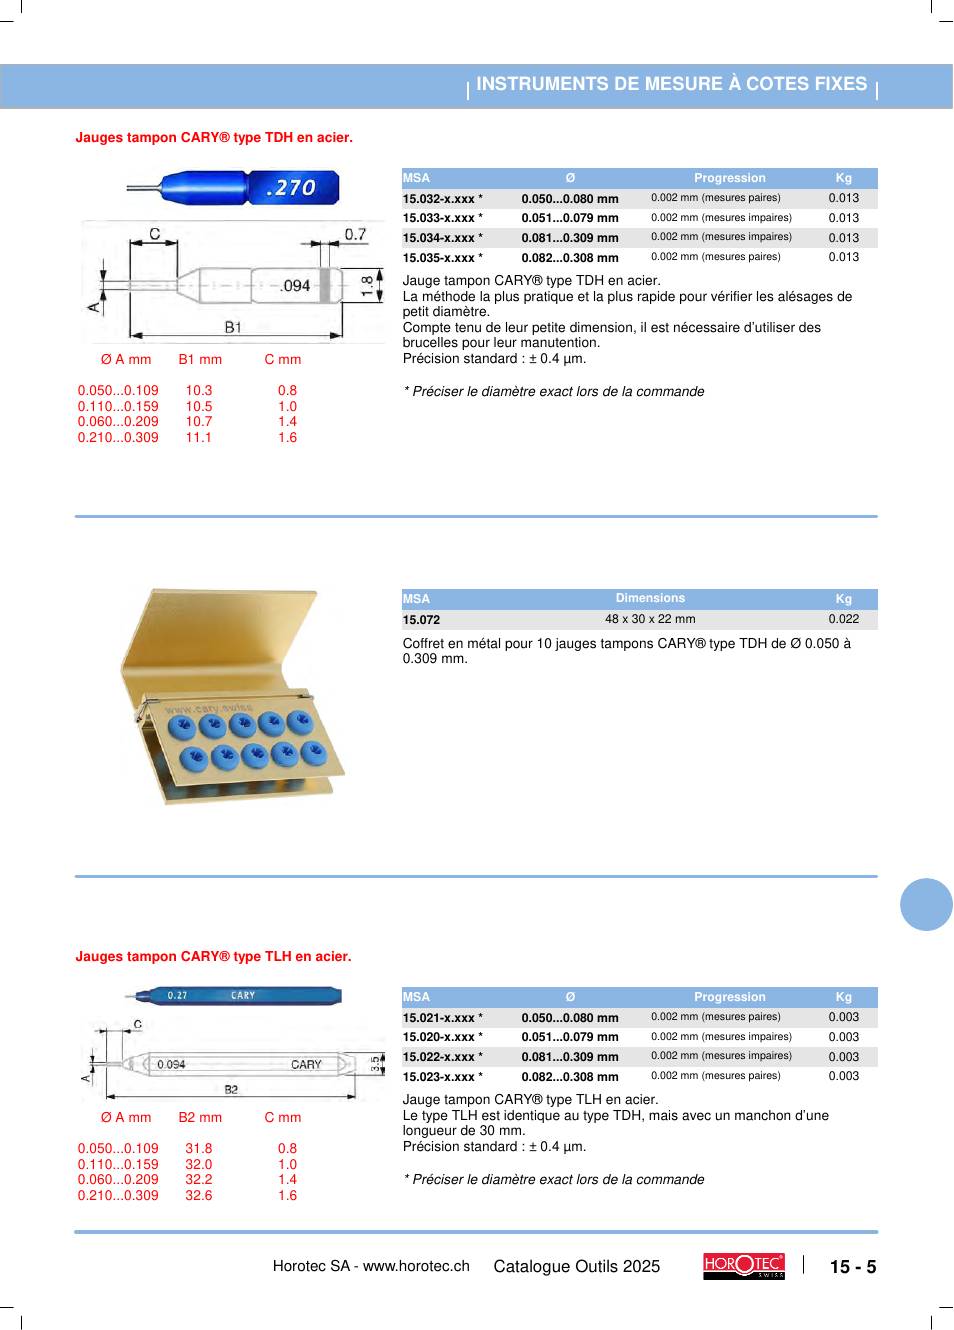 INSTRUMENTS DE MESURE À COTES FIXES
Jauges tampon CARY® type TDH en acier.
.270
C
0.7
.094
1.8
A
B1
Ø A mm B1 mm C mm
0.050...0.109 10.3 0.8
0.110...0.159 10.5 1.0
0.060...0.209 10.7 1.4
0.210...0.309 11.1 1.6
MSA Ø Progression Kg
15.032-x.xxx * 0.050...0.080 mm 0.002 mm (mesures paires) 0.013
15.033-x.xxx * 0.051...0.079 mm 0.002 mm (mesures impaires) 0.013
15.034-x.xxx * 0.081...0.309 mm 0.002 mm (mesures impaires) 0.013
15.035-x.xxx * 0.082...0.308 mm 0.002 mm (mesures paires) 0.013
Jauge tampon CARY® type TDH en acier.
La méthode la plus pratique et la plus rapide pour vérifier les alésages de
petit diamètre.
Compte tenu de leur petite dimension, il est nécessaire d'utiliser des
brucelles pour leur manutention.
Précision standard : ± 0.4 µm.
* Préciser le diamètre exact lors de la commande
www.cary.swiss
MSA Dimensions Kg
15.072 48 x 30 x 22 mm 0.022
Coffret en métal pour 10 jauges tampons CARY® type TDH de Ø 0.050 à
0.309 mm.
Jauges tampon CARY® type TLH en acier.
0.27 CARY
C
0.094 CARY
3.5
A
B2
Ø A mm B2 mm C mm
0.050...0.109 31.8 0.8
0.110...0.159 32.0 1.0
0.060...0.209 32.2 1.4
0.210...0.309 32.6 1.6
MSA Ø Progression Kg
15.021-x.xxx * 0.050...0.080 mm 0.002 mm (mesures paires) 0.003
15.020-x.xxx * 0.051...0.079 mm 0.002 mm (mesures impaires) 0.003
15.022-x.xxx * 0.081...0.309 mm 0.002 mm (mesures impaires) 0.003
15.023-x.xxx * 0.082...0.308 mm 0.002 mm (mesures paires) 0.003
Jauge tampon CARY® type TLH en acier.
Le type TLH est identique au type TDH, mais avec un manchon d'une
longueur de 30 mm.
Précision standard : ± 0.4 µm.
* Préciser le diamètre exact lors de la commande
Horotec SA - www.horotec.ch Catalogue Outils 2025 HOROTEC SWISS 15 - 5